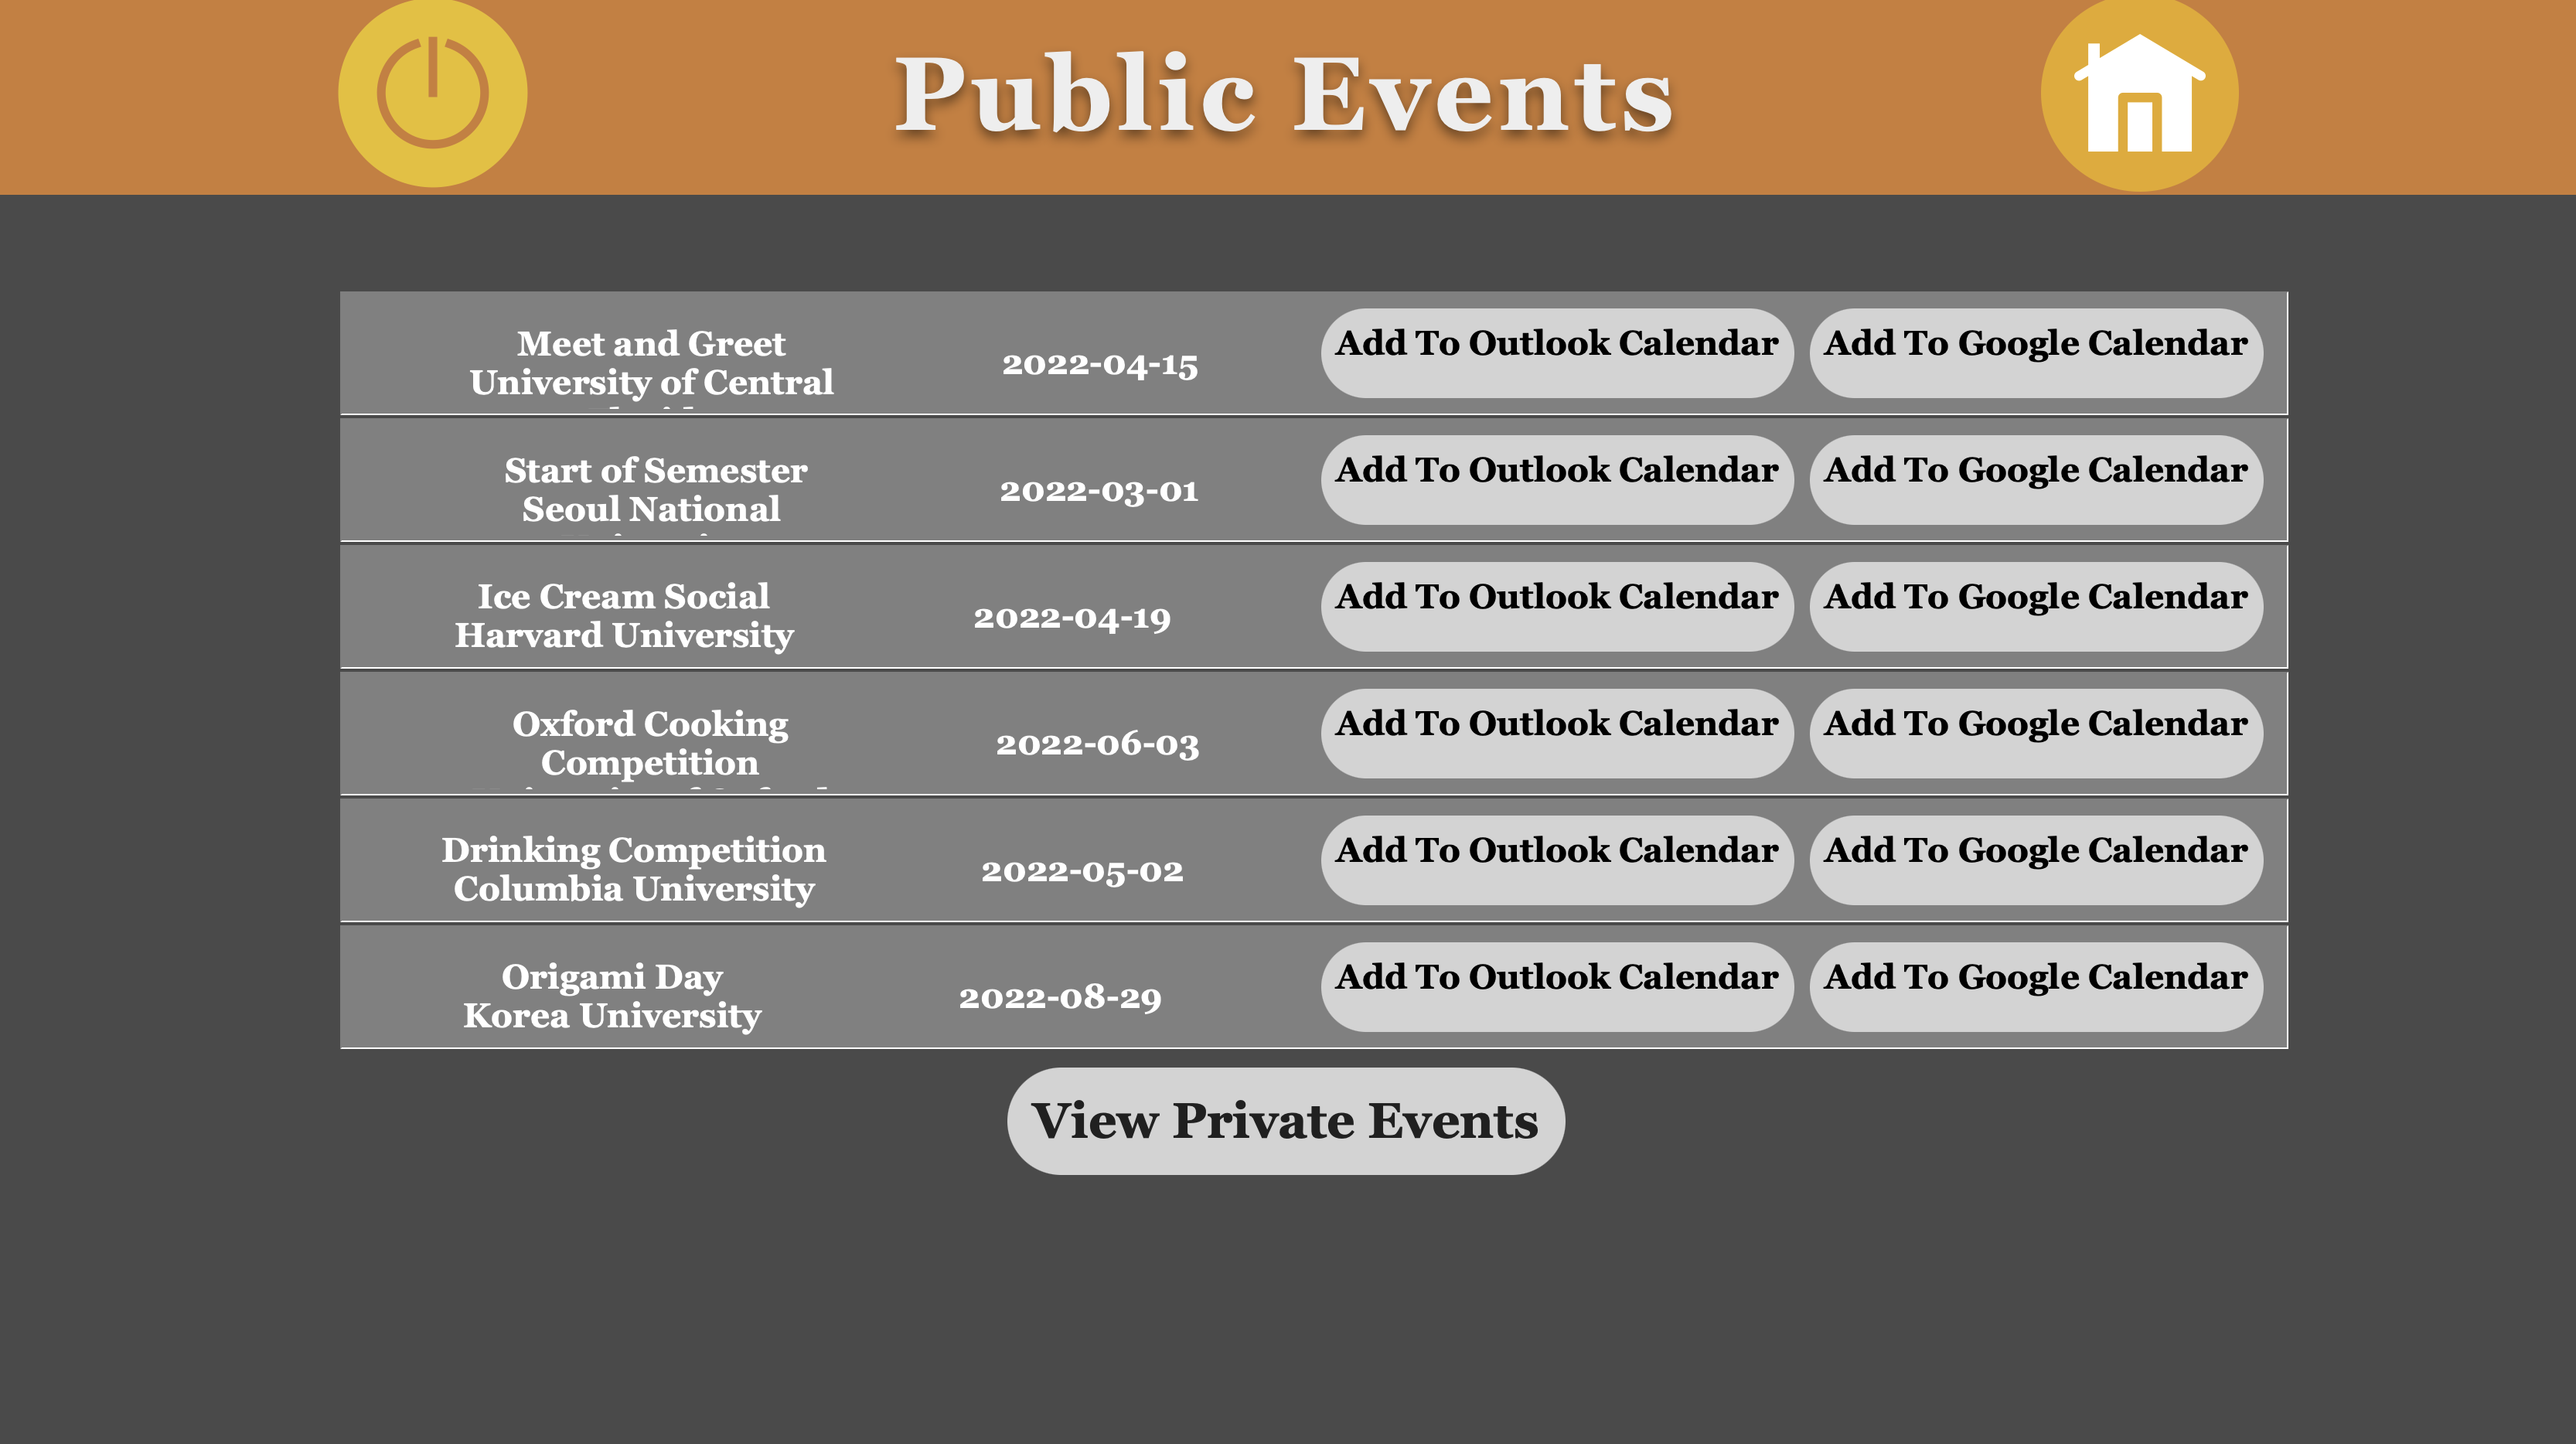 Public Events
Meet and Greet
University of Central
2022-04-15
Add To Outlook Calendar
Add To Google Calendar
Start of Semester
Seoul National
2022-03-01
Add To Outlook Calendar
Add To Google Calendar
Ice Cream Social
Harvard University
2022-04-19
Add To Outlook Calendar
Add To Google Calendar
Oxford Cooking
Competition
2022-06-03
Add To Outlook Calendar
Add To Google Calendar
Drinking Competition
Columbia University
2022-05-02
Add To Outlook Calendar
Add To Google Calendar
Origami Day
Korea University
2022-08-29
Add To Outlook Calendar
Add To Google Calendar
View Private Events